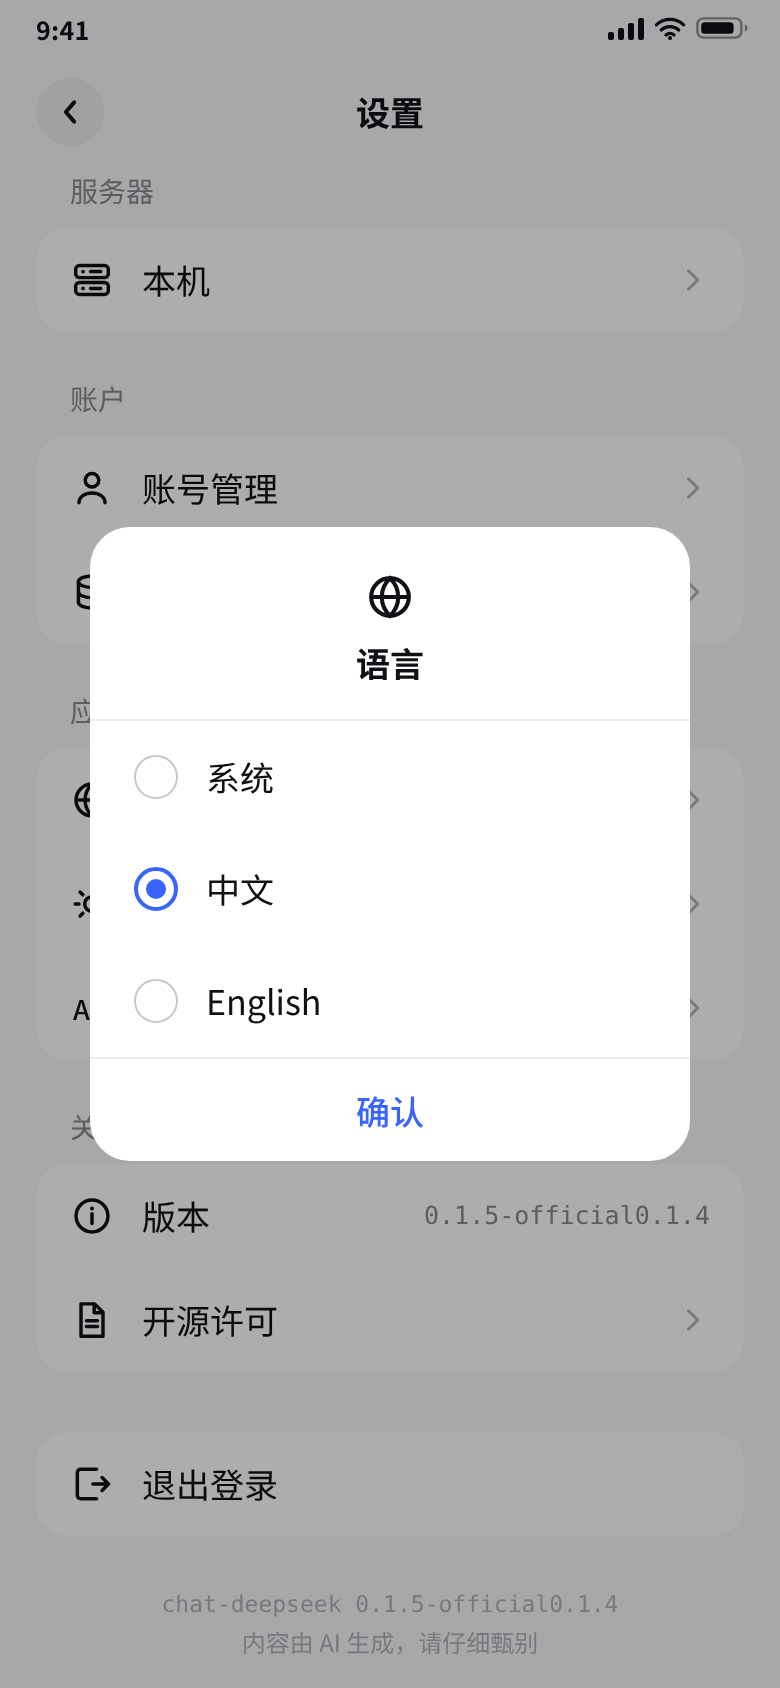 9:41
设置
服务器
本机
账户
账号管理
语言
系统
中文
English
确认
版本
0.1.5-official0.1.4
开源许可
退出登录
chat-deepseek 0.1.5-official0.1.4
内容由 AI 生成，请仔细甄别